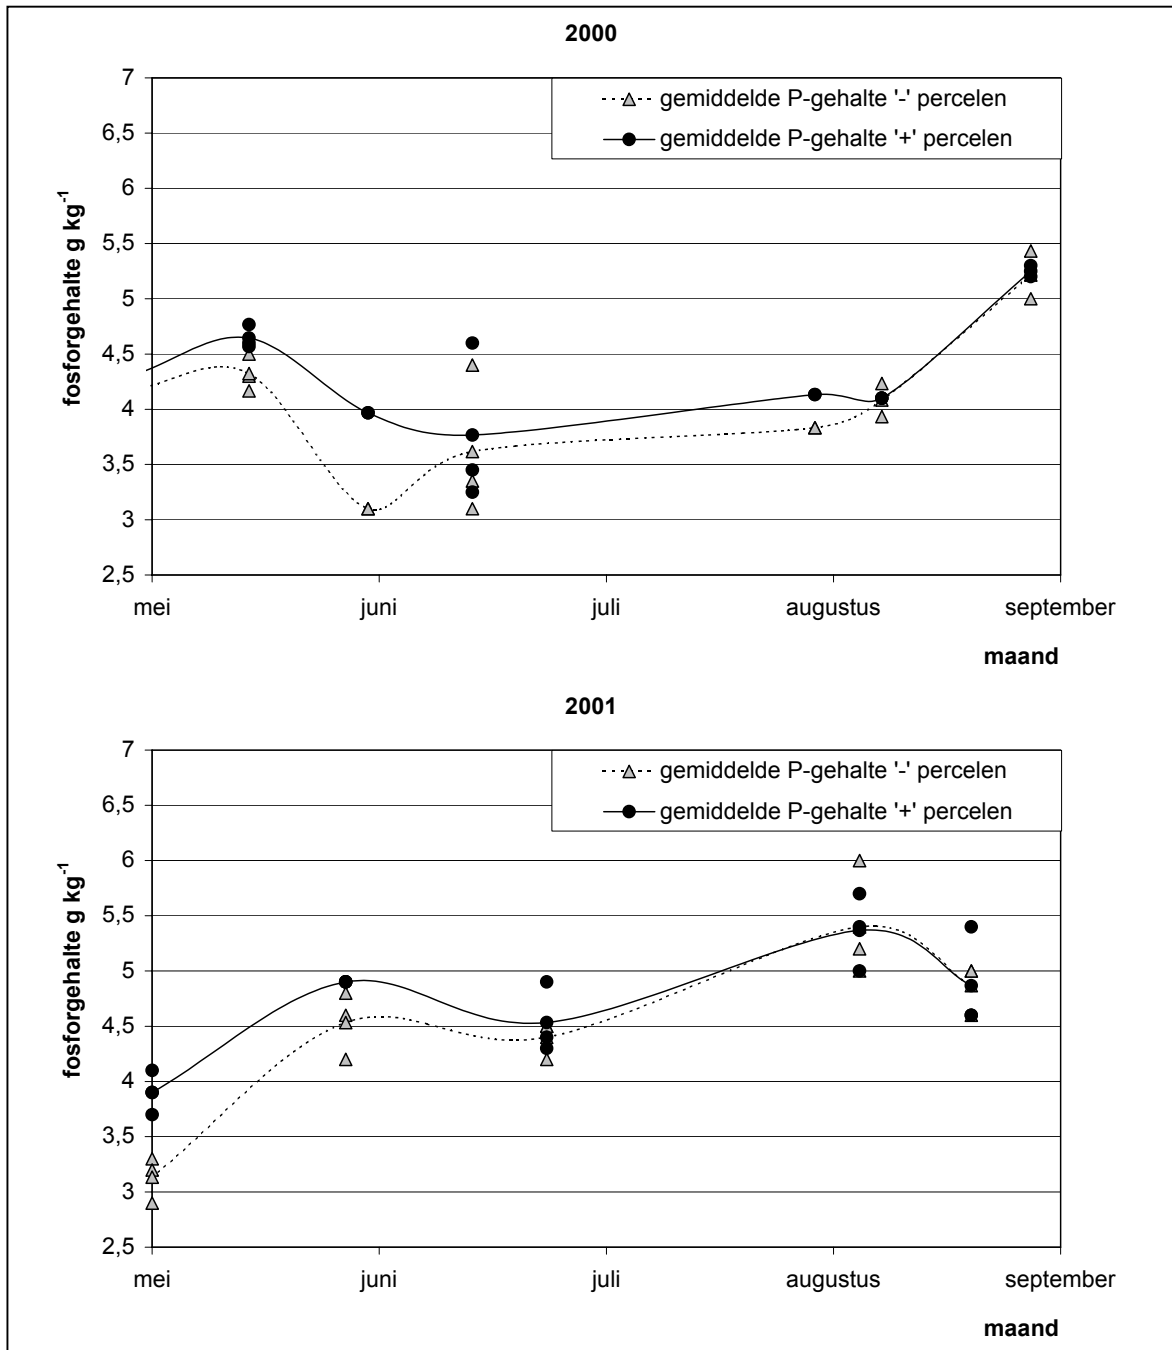 2000
7
6,5
6
5,5
5
4,5
4
3,5
3
2,5
fosforgehalte g kg⁻¹
gemiddelde P-gehalte '-' percelen
gemiddelde P-gehalte '+' percelen
mei juni juli augustus september
maand
2001
7
6,5
6
5,5
5
4,5
4
3,5
3
2,5
fosforgehalte g kg⁻¹
gemiddelde P-gehalte '-' percelen
gemiddelde P-gehalte '+' percelen
mei juni juli augustus september
maand